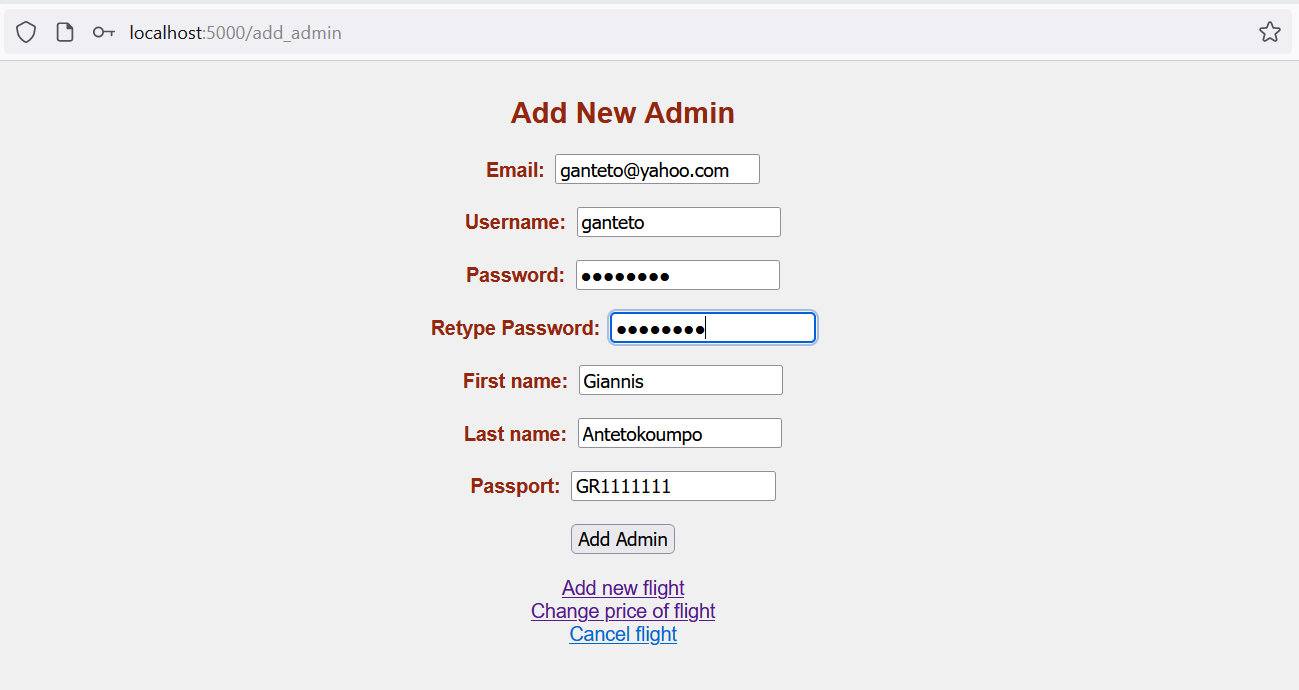 localhost:5000/add_admin
Add New Admin
Email: ganteto@yahoo.com
Username: ganteto
Password: ●●●●●●●●
Retype Password: ●●●●●●●●
First name: Giannis
Last name: Antetokoumpo
Passport: GR1111111
Add Admin
Add new flight
Change price of flight
Cancel flight